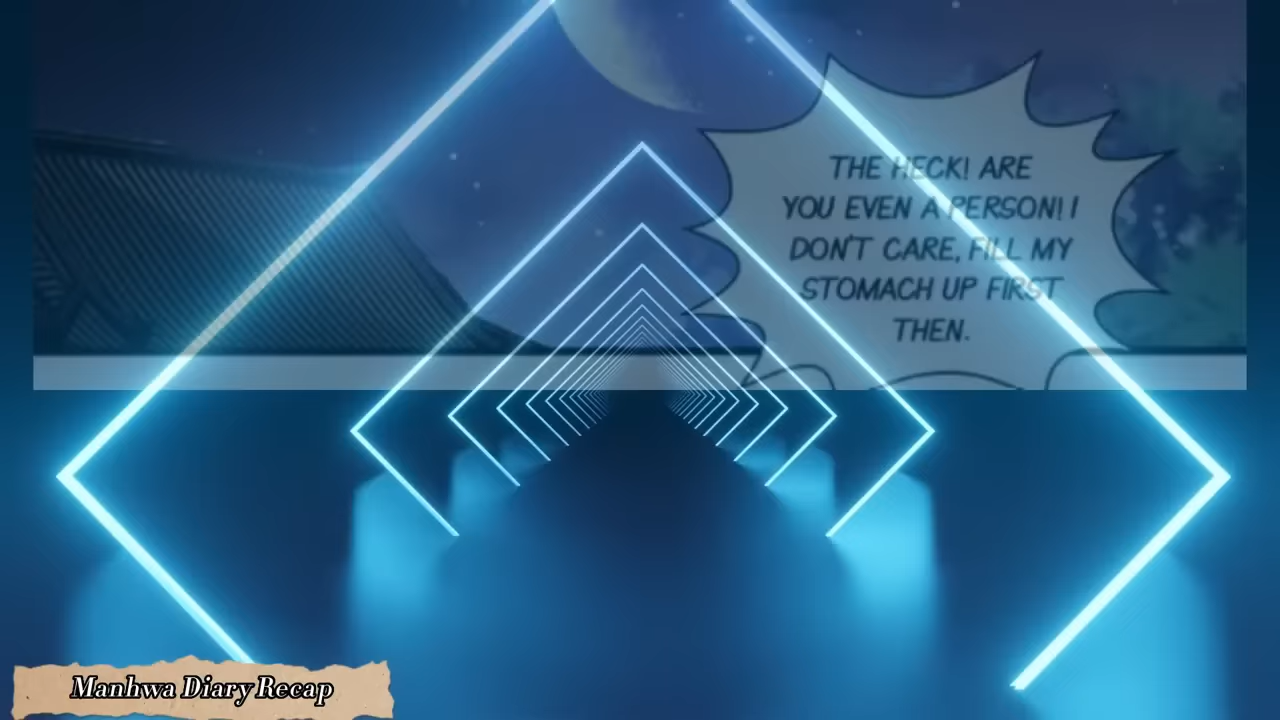 THE HECK! ARE
YOU EVEN A PERSON! I
DON'T CARE, FILL MY
STOMACH UP FIRST
THEN.
Manhwa Diary Recap